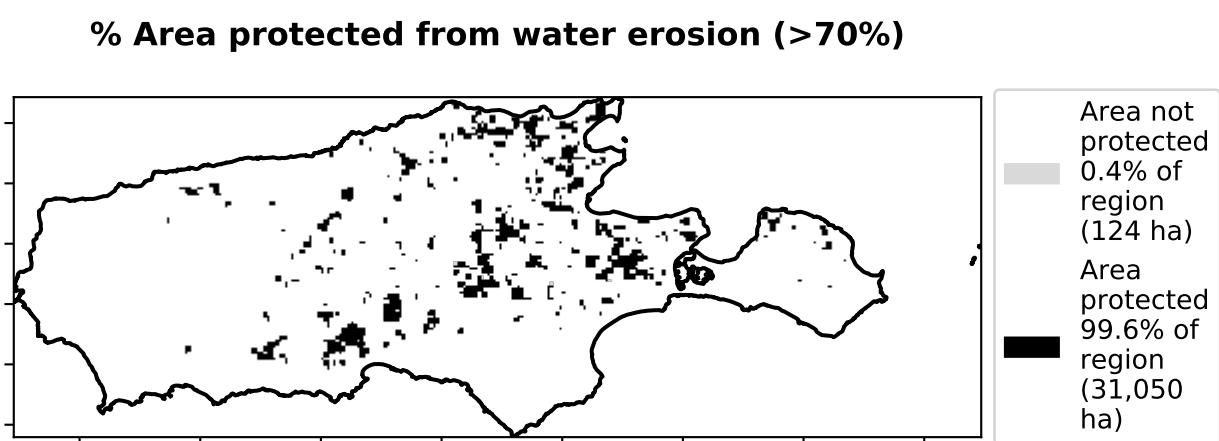 % Area protected from water erosion (>70%)
Area not
protected
0.4% of
region
(124 ha)
Area
protected
99.6% of
region
(31,050
ha)